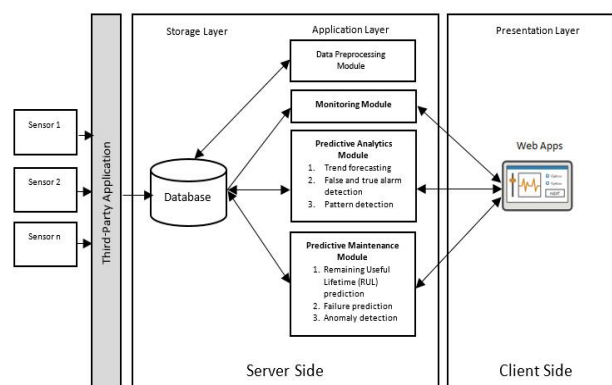 Storage Layer
Application Layer
Presentation Layer
Data Preprocessing
Module
Monitoring Module
Sensor 1
Sensor 2
Sensor n
Third-Party Application
Database
Predictive Analytics
Module
1. Trend forecasting
2. False and true alarm
detection
3. Pattern detection
Predictive Maintenance
Module
1. Remaining Useful
Lifetime (RUL)
prediction
2. Failure prediction
3. Anomaly detection
Web Apps
Server Side
Client Side